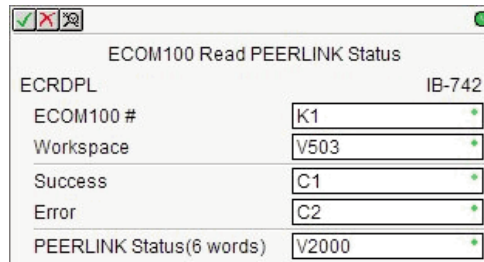 ECOM100 Read PEERLINK Status
ECRDPL IB-742
ECOM100 # K1
Workspace V503
Success C1
Error C2
PEERLINK Status(6 words) V2000